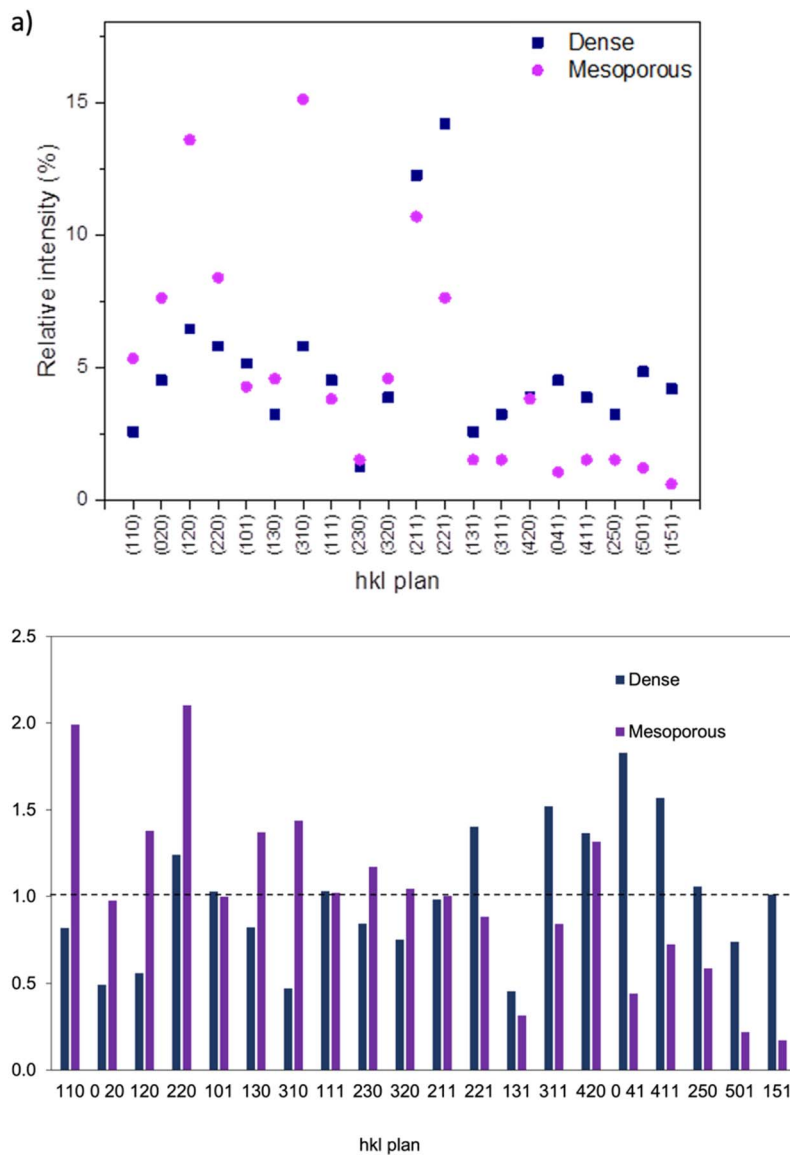 a)
Dense
Mesoporous
Relative intensity (%)
15
10
5
0
(110) (020) (120) (220) (101) (130) (310) (111) (230) (320) (211) (221) (131) (311) (420) (041) (411) (250) (501) (151)
hkl plan
2.5
Dense
2.0
Mesoporous
1.5
1.0
0.5
0.0
110 0 20 120 220 101 130 310 111 230 320 211 221 131 311 420 0 41 411 250 501 151
hkl plan